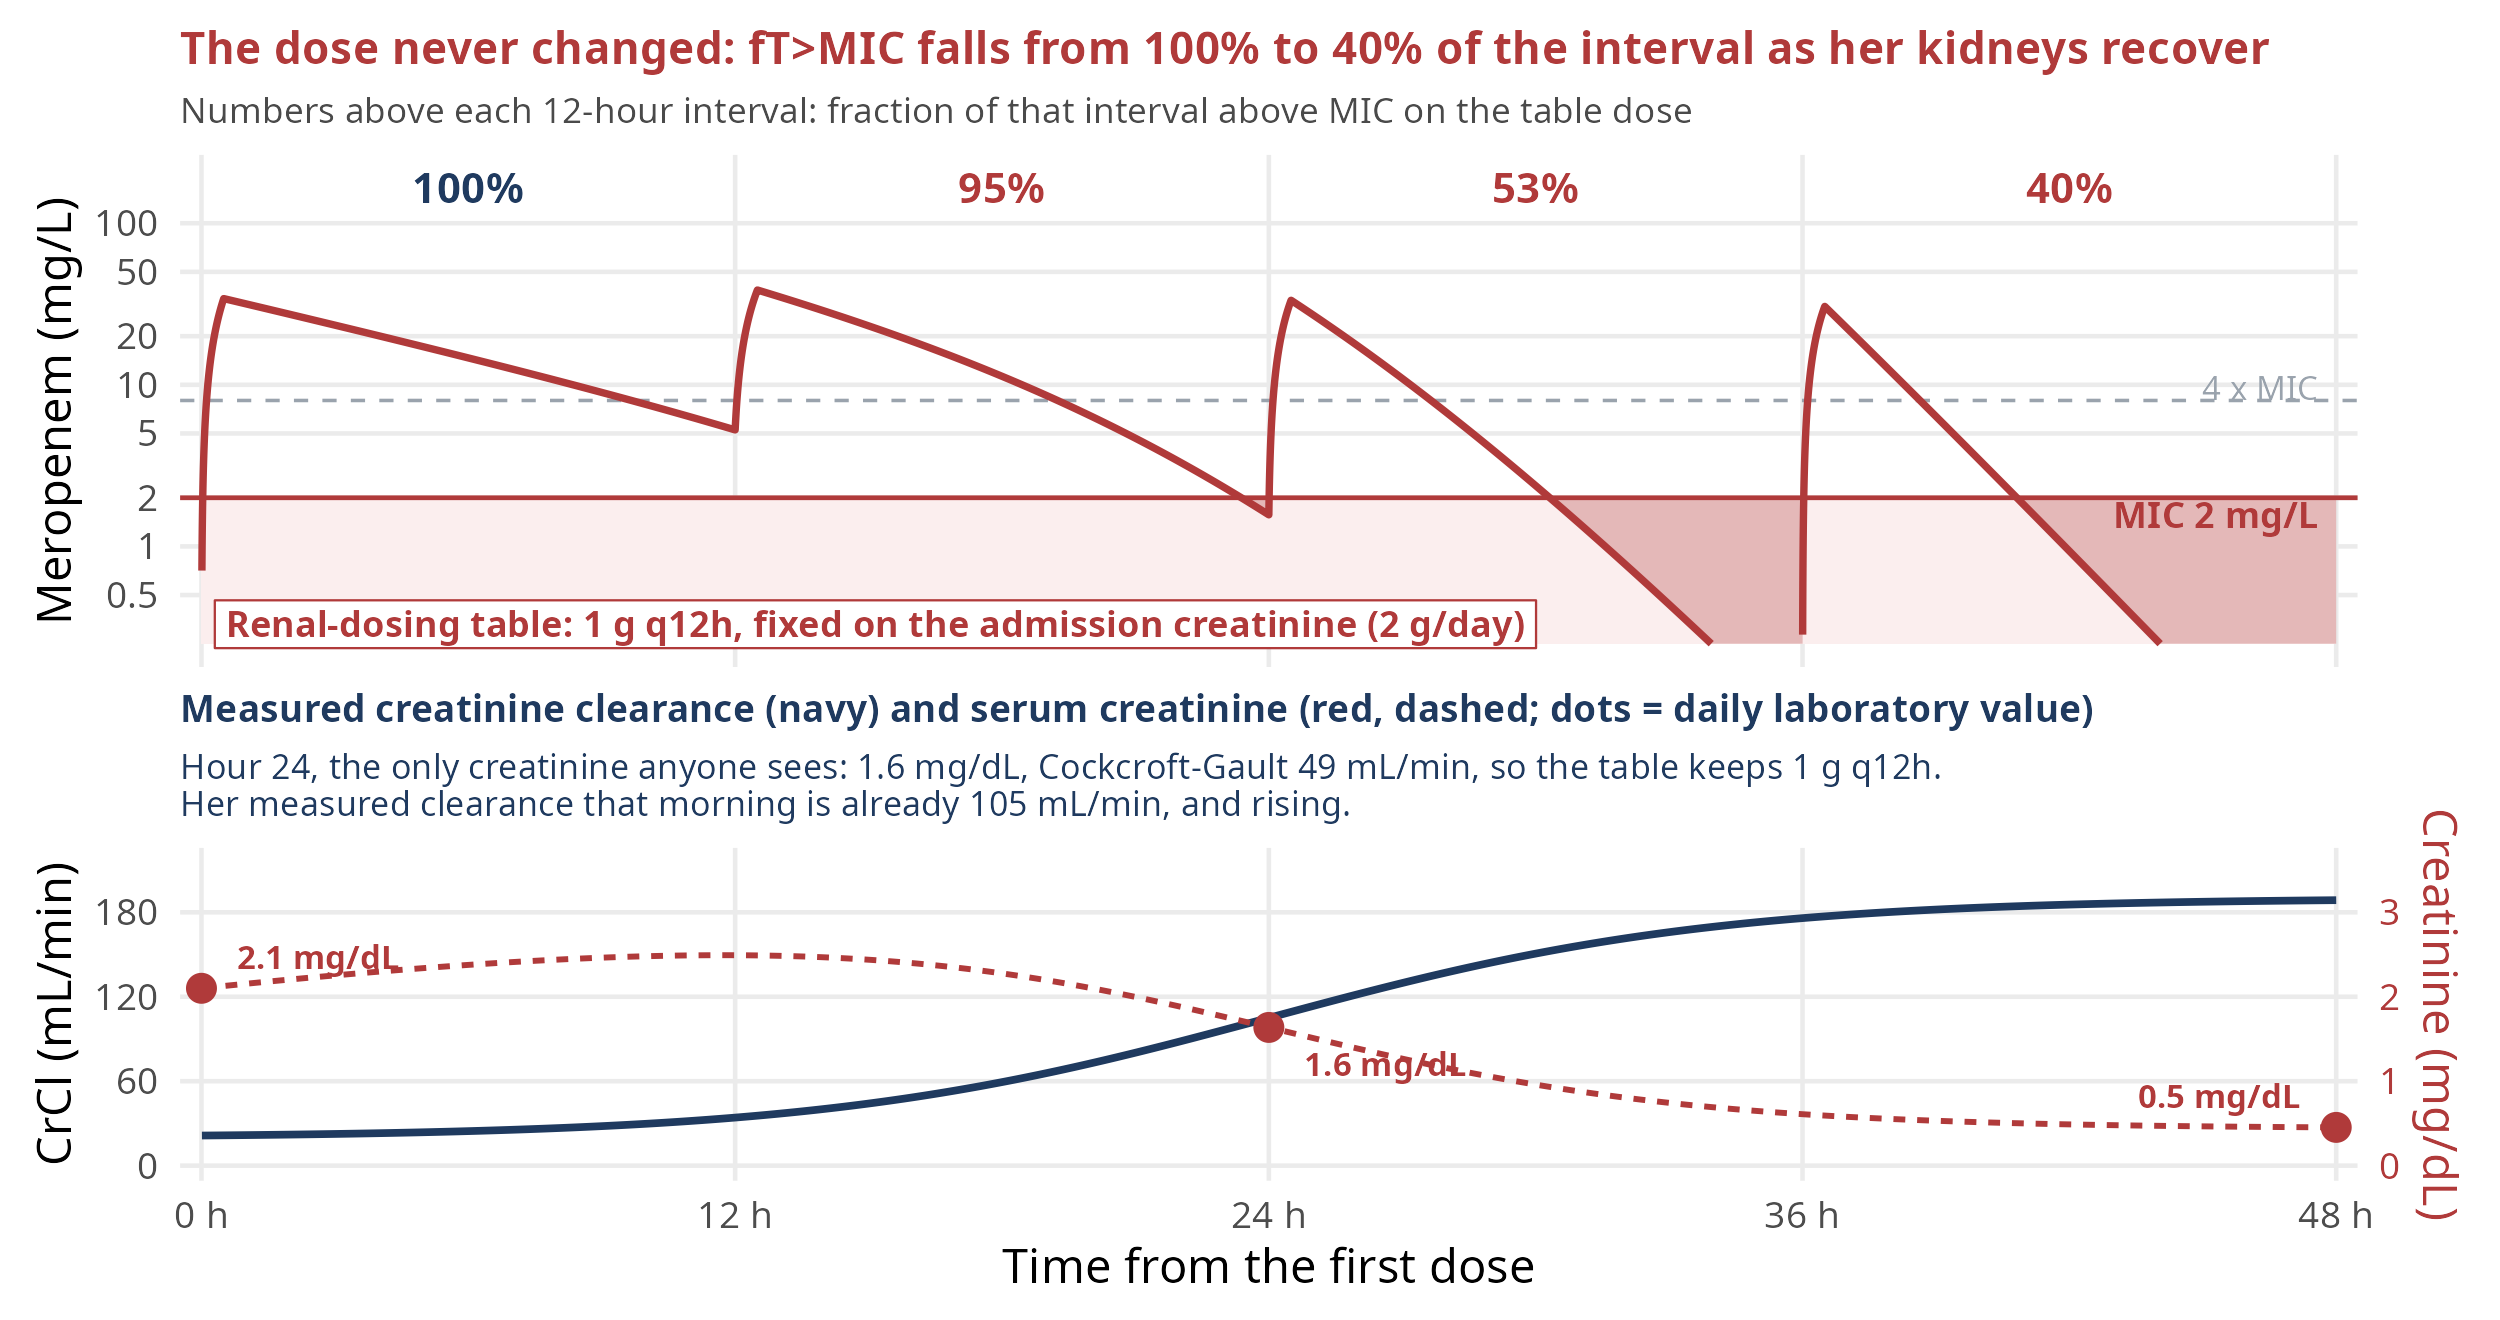 The dose never changed: fT>MIC falls from 100% to 40% of the interval as her kidneys recover
Numbers above each 12-hour interval: fraction of that interval above MIC on the table dose
100% 95% 53% 40%
Meropenem (mg/L)
100
50
20
10
5
2
1
0.5
4 x MIC
MIC 2 mg/L
Renal-dosing table: 1 g q12h, fixed on the admission creatinine (2 g/day)
Measured creatinine clearance (navy) and serum creatinine (red, dashed; dots = daily laboratory value)
Hour 24, the only creatinine anyone sees: 1.6 mg/dL, Cockcroft-Gault 49 mL/min, so the table keeps 1 g q12h.
Her measured clearance that morning is already 105 mL/min, and rising.
CrCl (mL/min)
180
120
60
0
2.1 mg/dL
1.6 mg/dL
0.5 mg/dL
3
2
1
0
Creatinine (mg/dL)
0 h 12 h 24 h 36 h 48 h
Time from the first dose